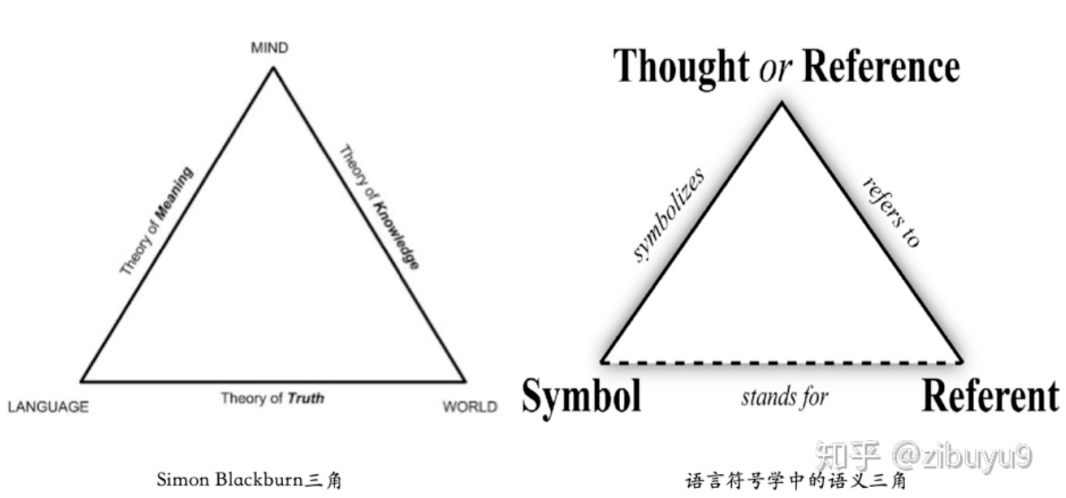 MIND
Theory of Meaning
Theory of Knowledge
LANGUAGE
Theory of Truth
WORLD
Simon Blackburn三角
Thought or Reference
symbolizes
refers to
Symbol
stands for
Referent
知乎 @zibuyu9
语言符号学中的语义三角